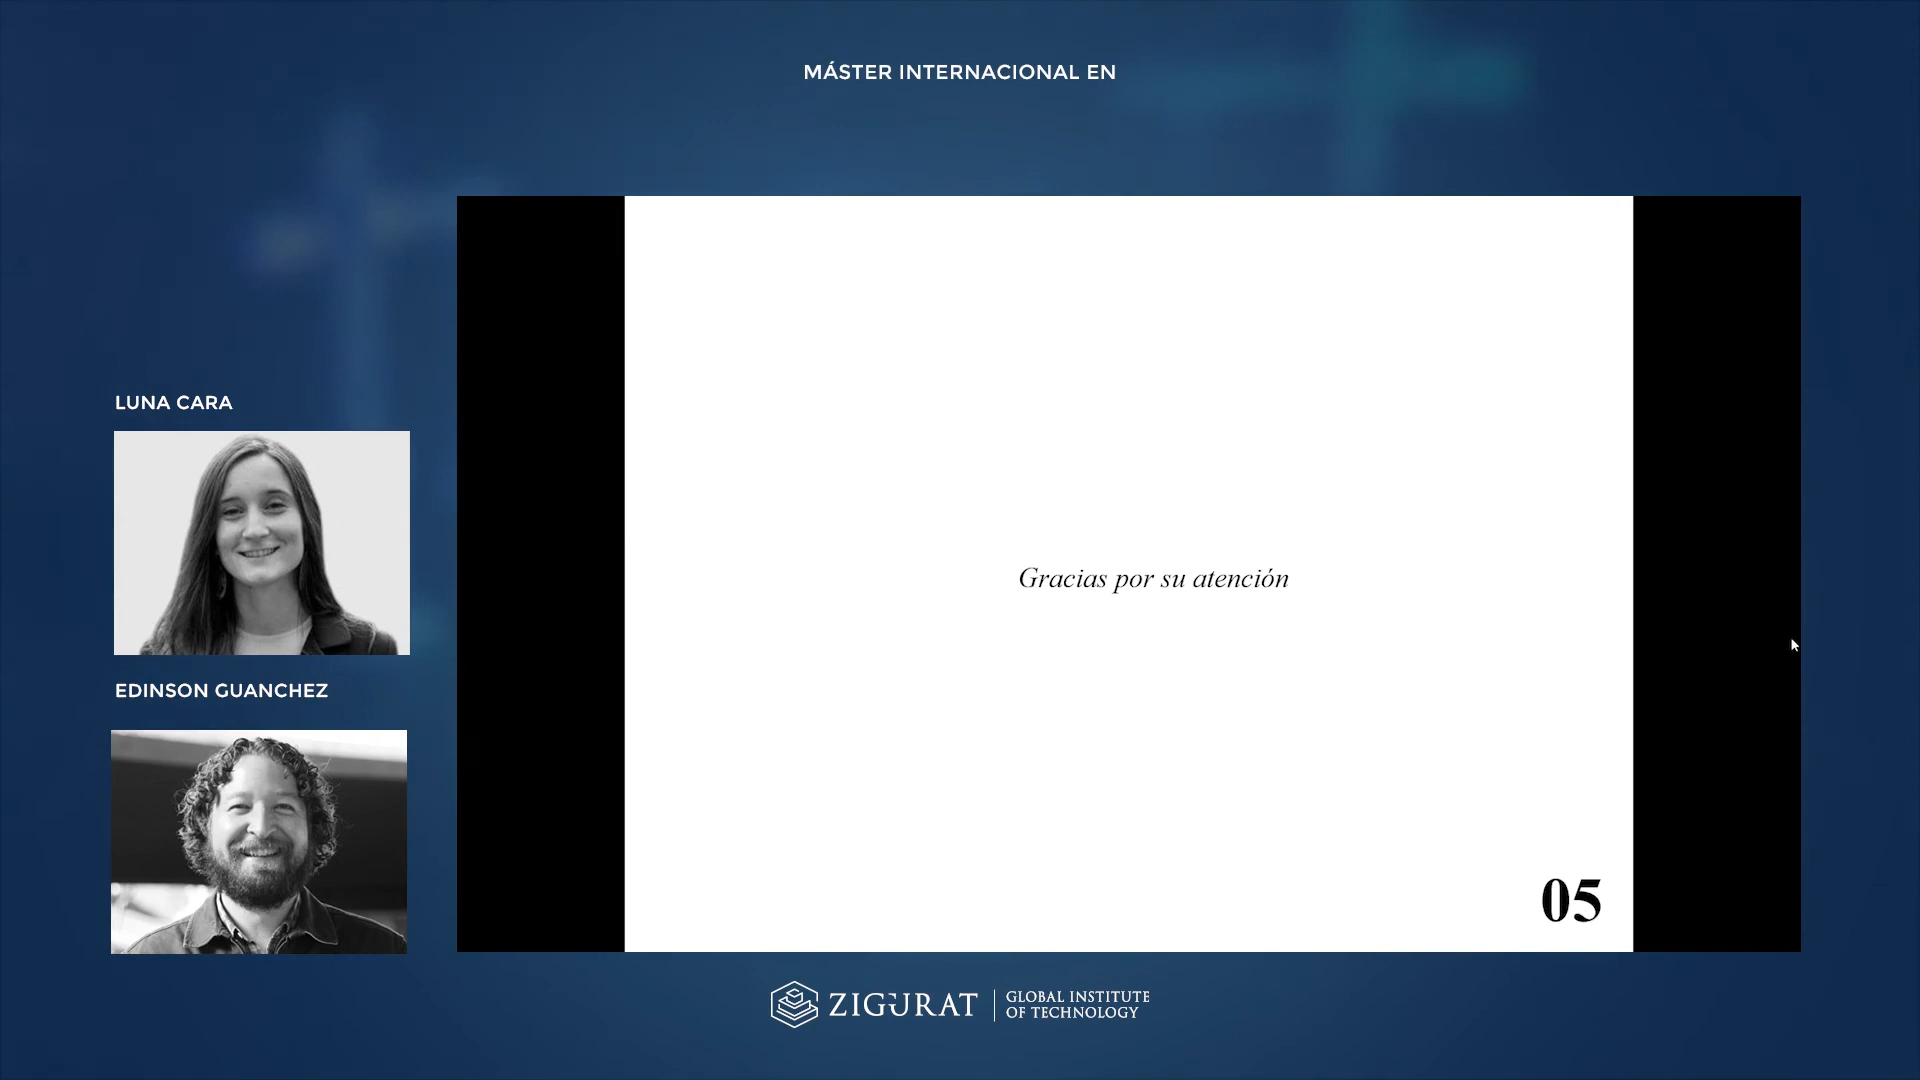 MÁSTER INTERNACIONAL EN
LUNA CARA
EDINSON GUANCHEZ
Gracias por su atención
05
ZIGURAT
GLOBAL INSTITUTE
OF TECHNOLOGY